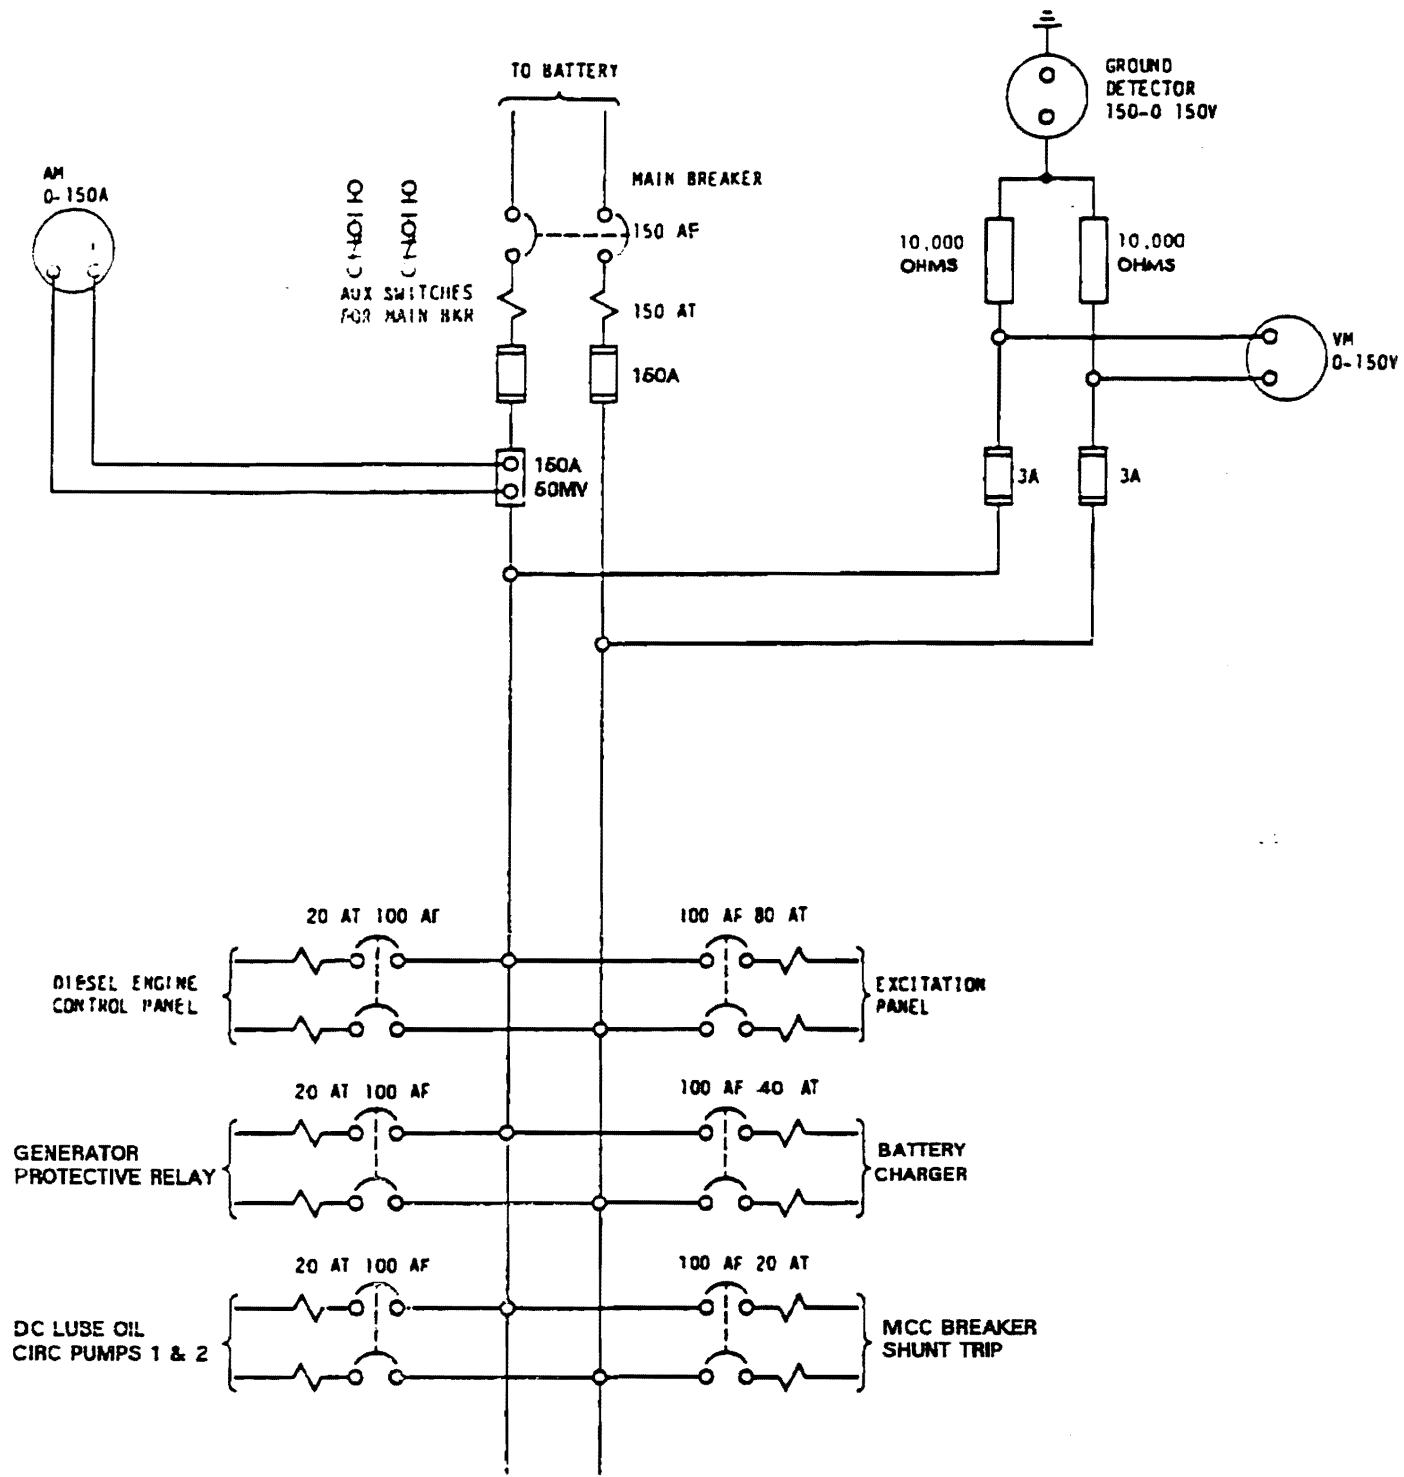 TO BATTERY
GROUND
DETECTOR
150-0 150V
AM
0-150A
MAIN BREAKER
150 AF
AUX SWITCHES
FOR MAIN BKR
150 AT
150A
150A
50MV
10,000
OHMS
10,000
OHMS
VM
0-150V
3A
3A
20 AT 100 AF
100 AF 80 AT
DIESEL ENGINE
CONTROL PANEL
EXCITATION
PANEL
20 AT 100 AF
100 AF 40 AT
GENERATOR
PROTECTIVE RELAY
BATTERY
CHARGER
20 AT 100 AF
100 AF 20 AT
DC LUBE OIL
CIRC PUMPS 1 & 2
MCC BREAKER
SHUNT TRIP